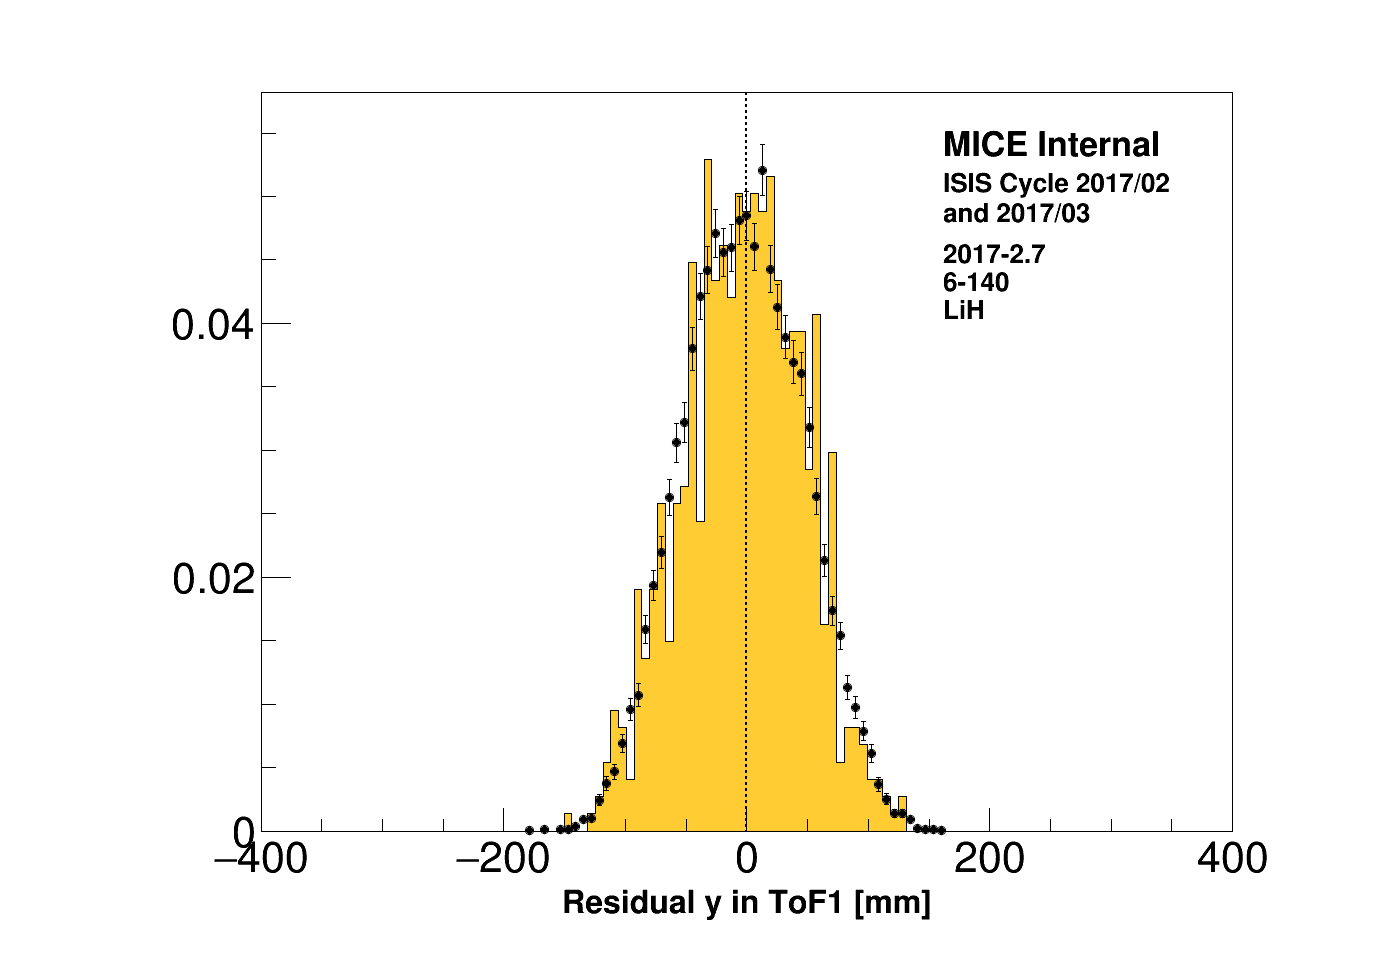 MICE Internal
ISIS Cycle 2017/02
and 2017/03
2017-2.7
6-140
LiH
0.04
0.02
0
−400 −200 0 200 400
Residual y in ToF1 [mm]